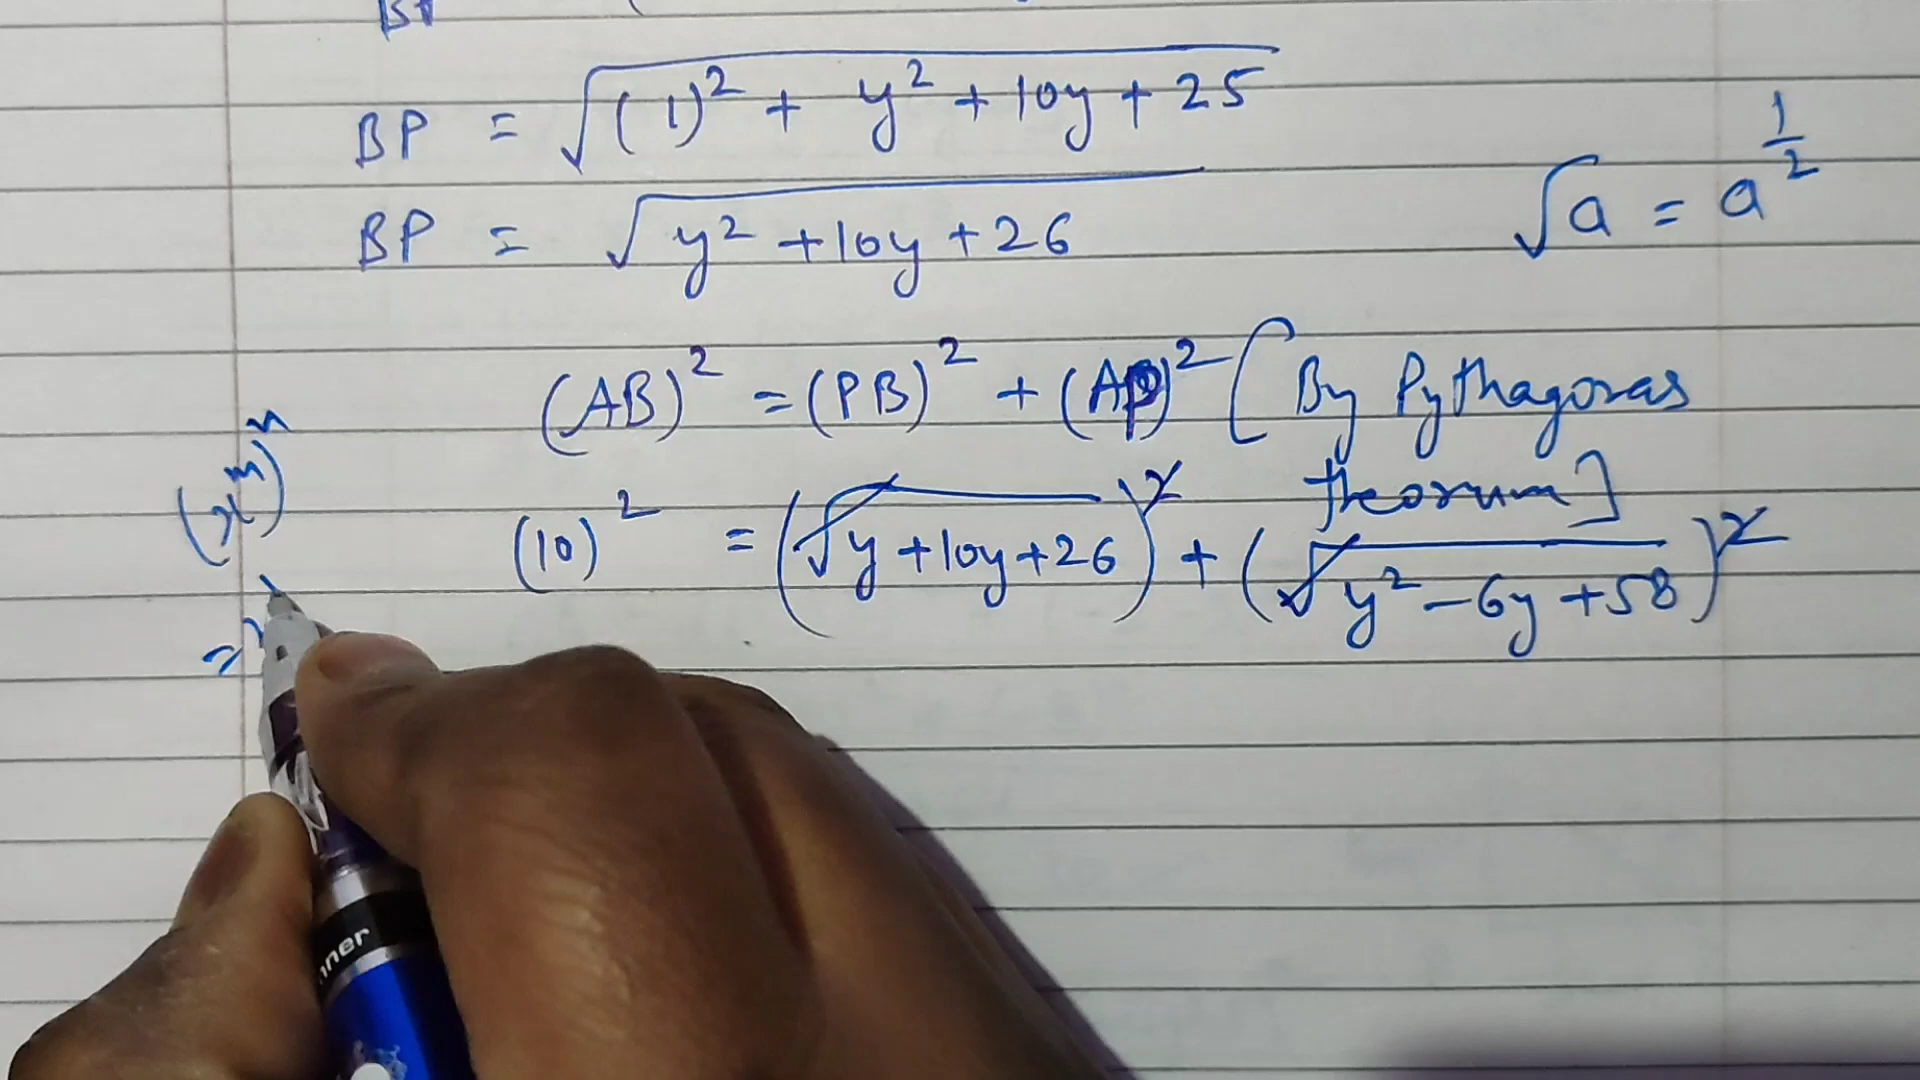 BP = √(1)² + y² + 10y + 25
BP = √y² + 10y + 26
√a = a^1/2
(AB)² = (PB)² + (AP)² [By Pythagoras
theorum]
(10)² = (√y + 10y + 26)² + (√y² - 6y + 58)²
(x^m)^n
=
nner